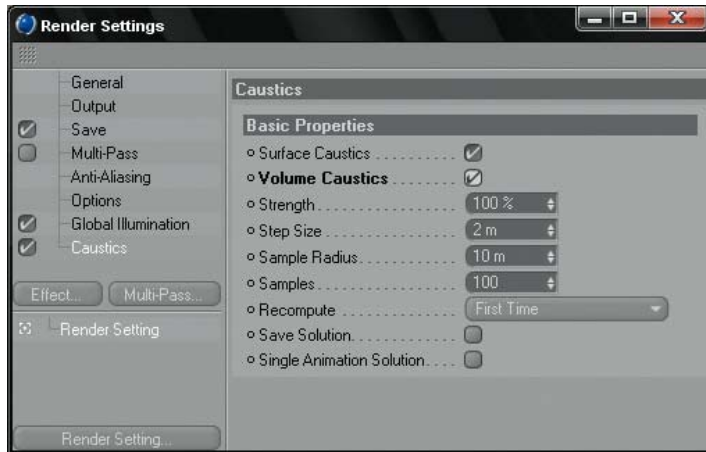 Render Settings
General
Output
Save
Multi-Pass
Anti-Aliasing
Options
Global Illumination
Caustics
Effect...
Multi-Pass...
Render Setting
Render Setting...
Caustics
Basic Properties
Surface Caustics
Volume Caustics
Strength 100 %
Step Size 2 m
Sample Radius 10 m
Samples 100
Recompute First Time
Save Solution
Single Animation Solution